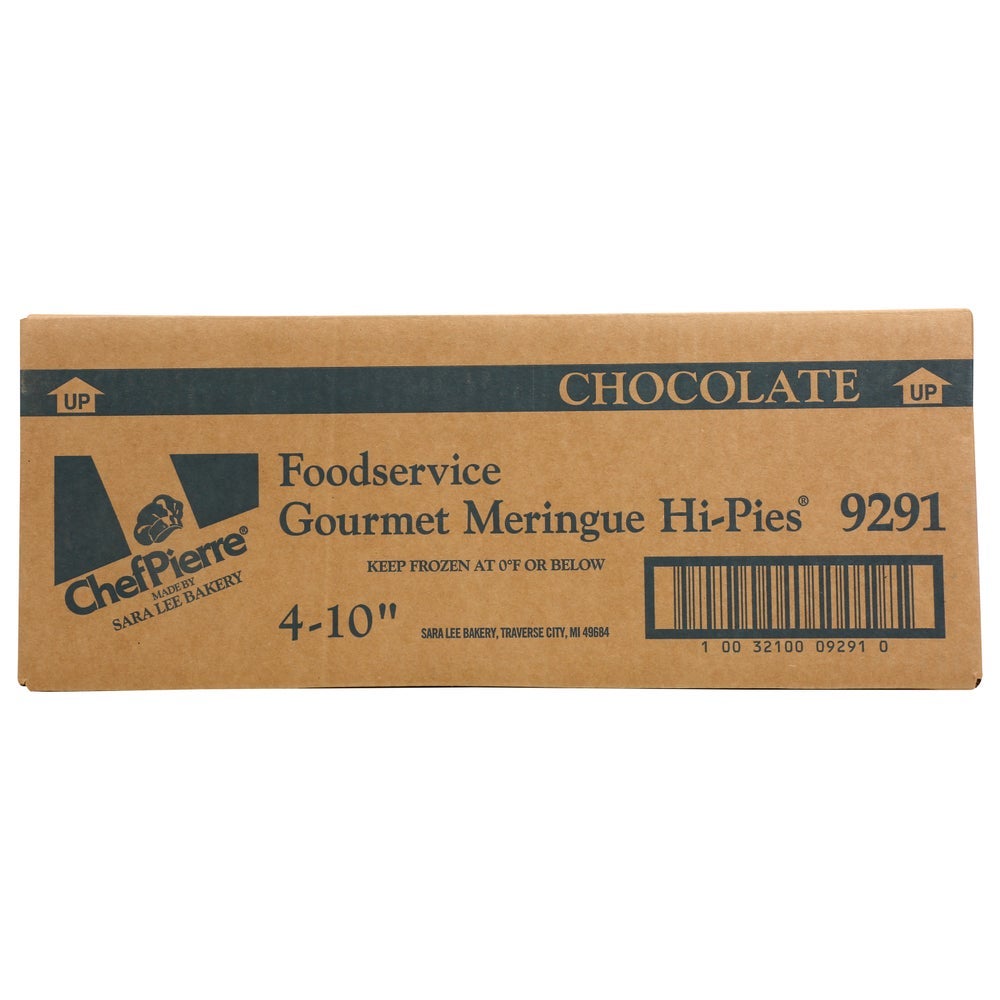 CHOCOLATE
UP
UP
Foodservice
Gourmet Meringue Hi-Pies® 9291
KEEP FROZEN AT 0°F OR BELOW
ChefPierre®
MADE BY
SARA LEE BAKERY
4-10"
SARA LEE BAKERY, TRAVERSE CITY, MI 49684
1 00 32100 09291 0